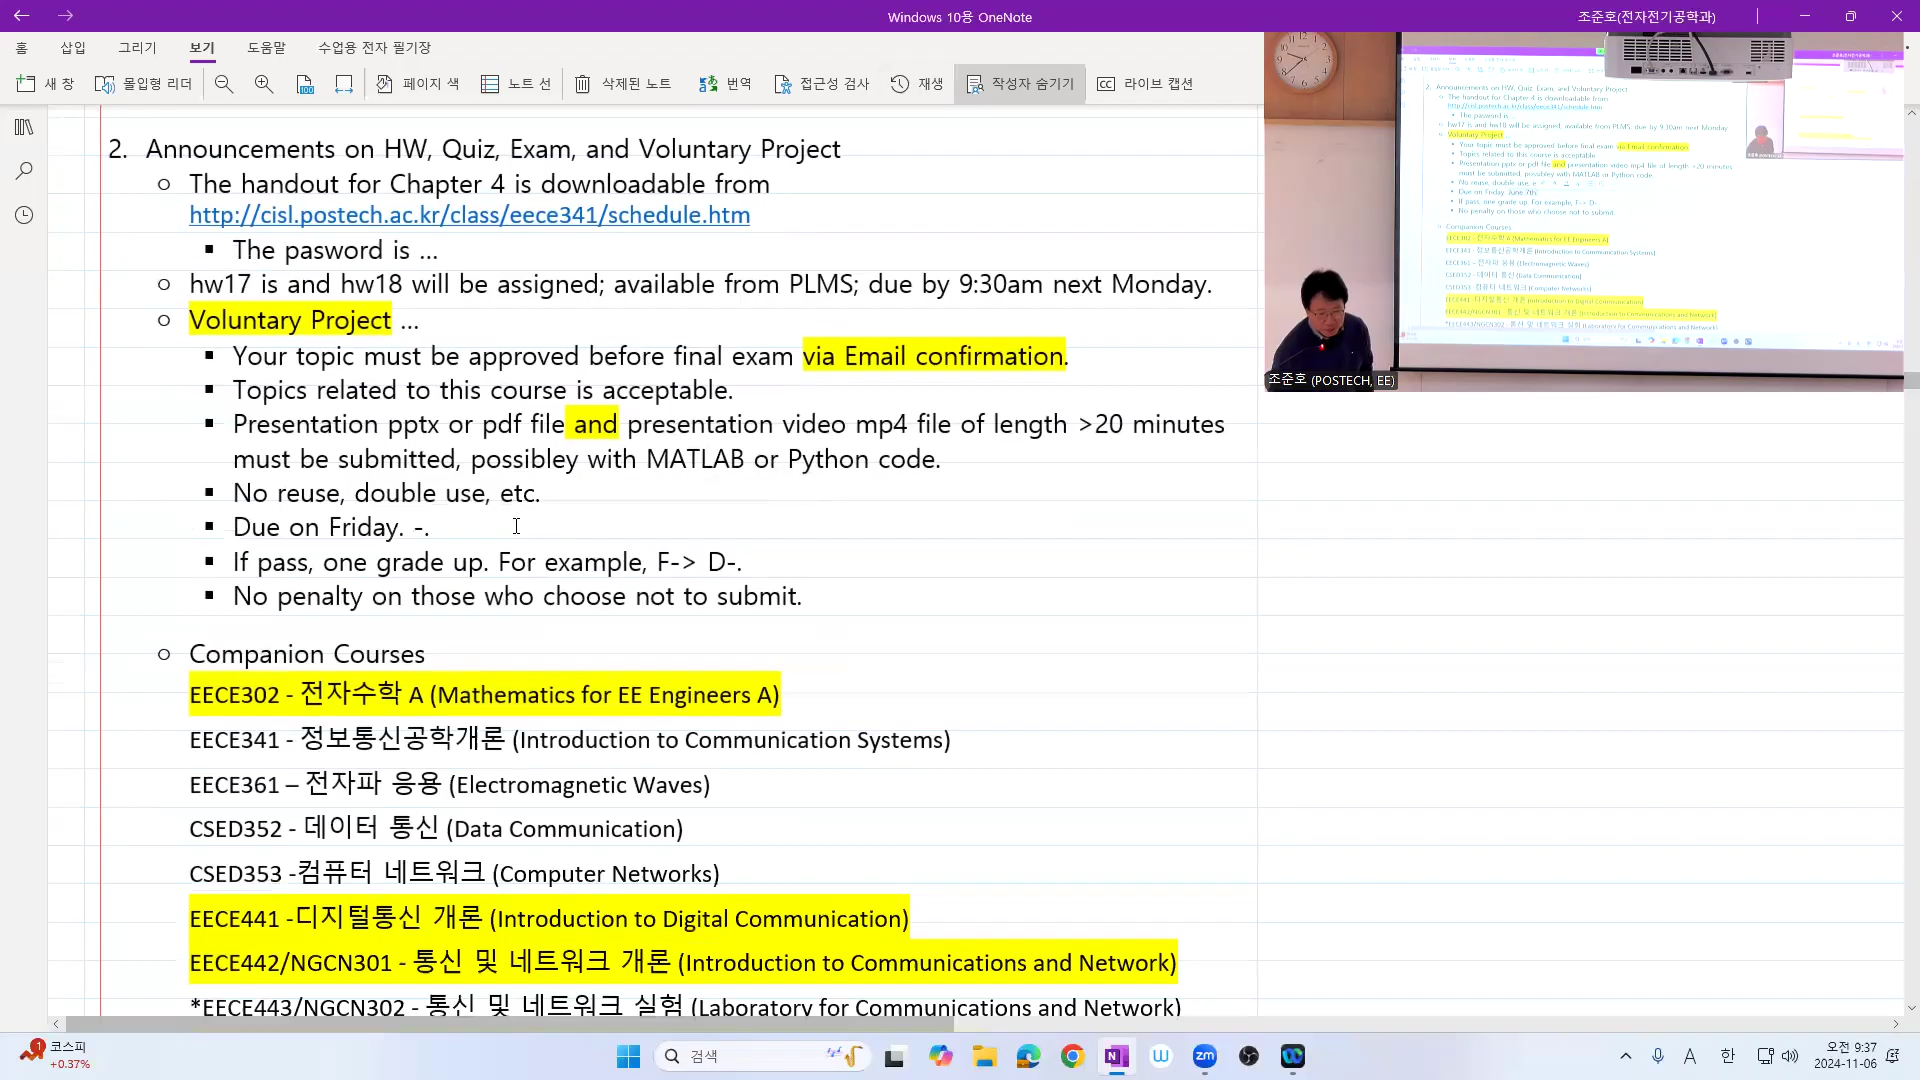 Windows 10용 OneNote
조준호(전자전기공학과)
홈 삽입 그리기 보기 도움말 수업용 전자 필기장
새 창 몰입형 리더 페이지 색 노트 선 삭제된 노트 번역 접근성 검사 재생 작성자 숨기기 라이브 캡션
2. Announcements on HW, Quiz, Exam, and Voluntary Project
The handout for Chapter 4 is downloadable from
http://cisl.postech.ac.kr/class/eece341/schedule.htm
The pasword is ...
hw17 is and hw18 will be assigned; available from PLMS; due by 9:30am next Monday.
Voluntary Project ...
Your topic must be approved before final exam via Email confirmation.
Topics related to this course is acceptable.
Presentation pptx or pdf file and presentation video mp4 file of length >20 minutes
must be submitted, possibley with MATLAB or Python code.
No reuse, double use, etc.
Due on Friday. -.
If pass, one grade up. For example, F-> D-.
No penalty on those who choose not to submit.
Companion Courses
EECE302 - 전자수학 A (Mathematics for EE Engineers A)
EECE341 - 정보통신공학개론 (Introduction to Communication Systems)
EECE361 – 전자파 응용 (Electromagnetic Waves)
CSED352 - 데이터 통신 (Data Communication)
CSED353 -컴퓨터 네트워크 (Computer Networks)
EECE441 -디지털통신 개론 (Introduction to Digital Communication)
EECE442/NGCN301 - 통신 및 네트워크 개론 (Introduction to Communications and Network)
*EECE443/NGCN302 - 통신 및 네트워크 실험 (Laboratory for Communications and Network)
조준호 (POSTECH, EE)
코스피
+0.37%
검색
한
오전 9:37
2024-11-06